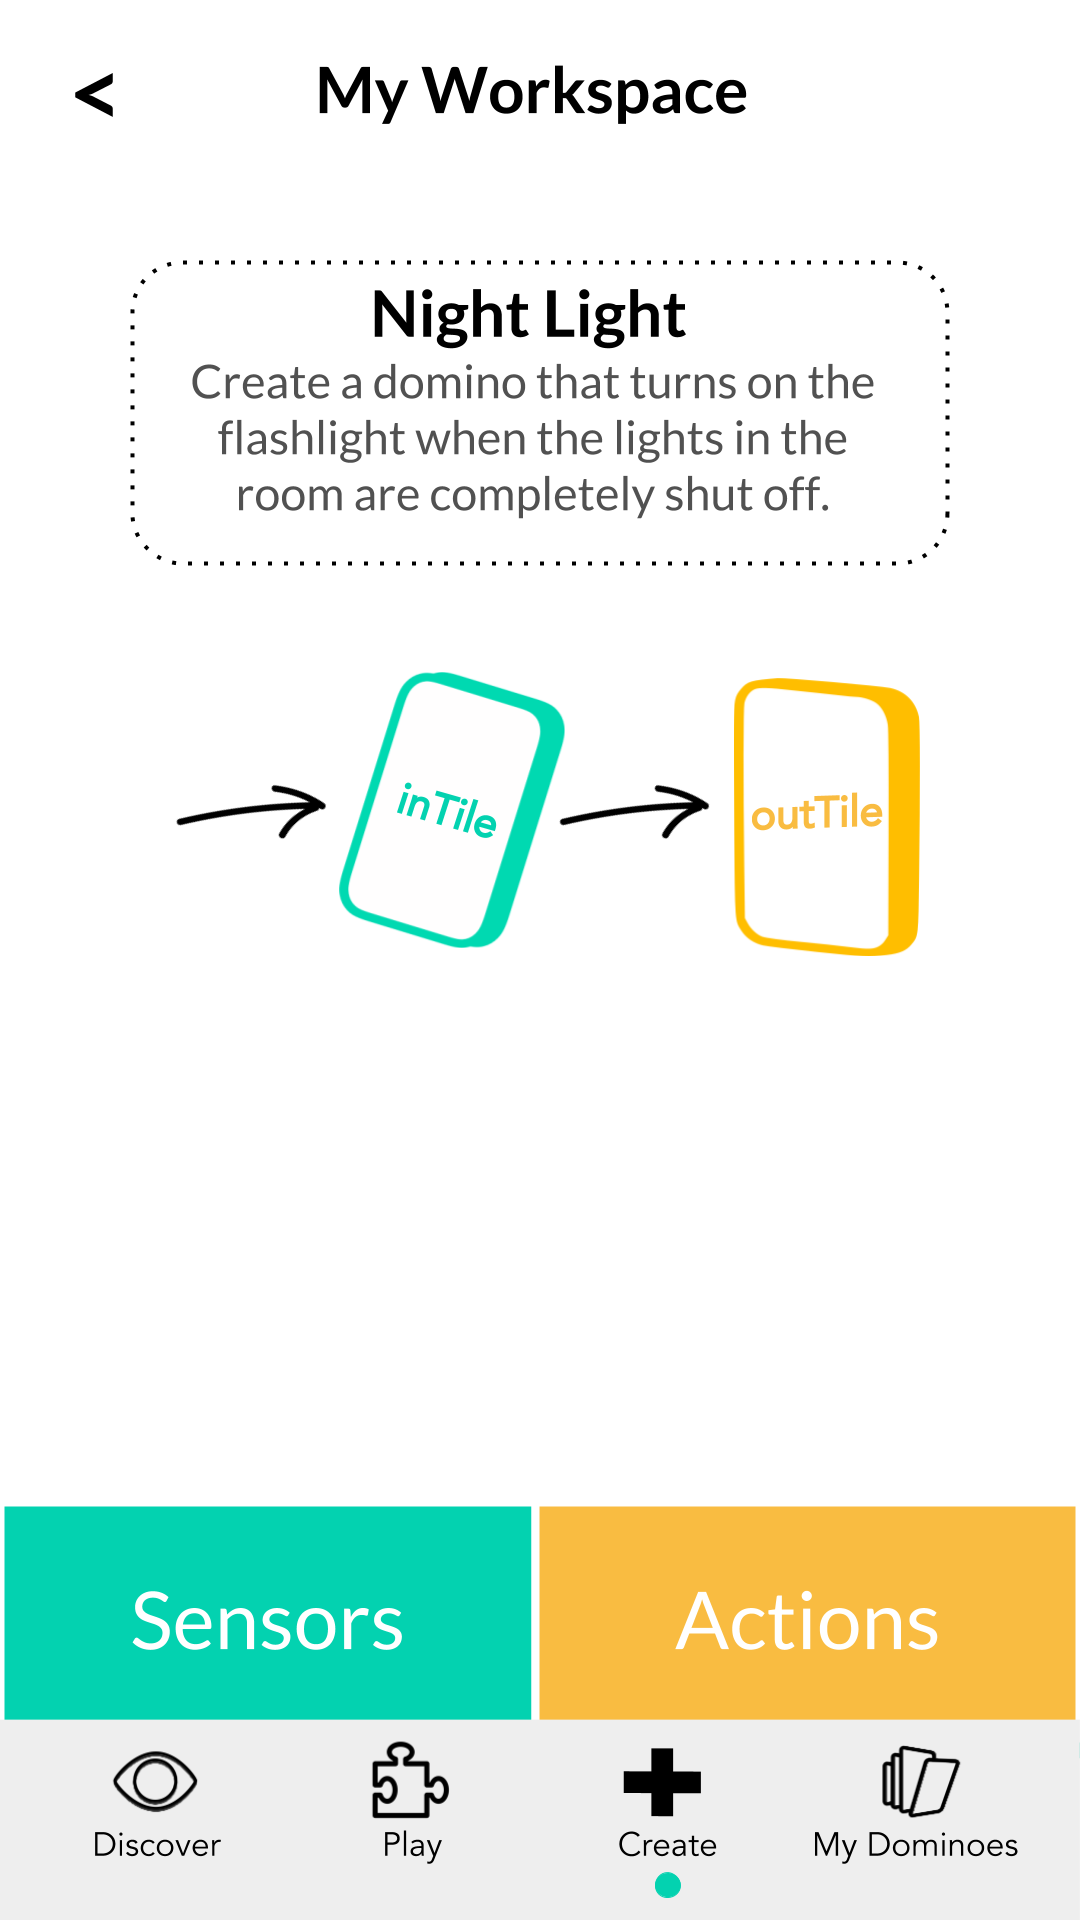 <
My Workspace
Night Light
Create a domino that turns on the
flashlight when the lights in the
room are completely shut off.
inTile
outTile
Sensors
Actions
Discover
Play
Create
My Dominoes